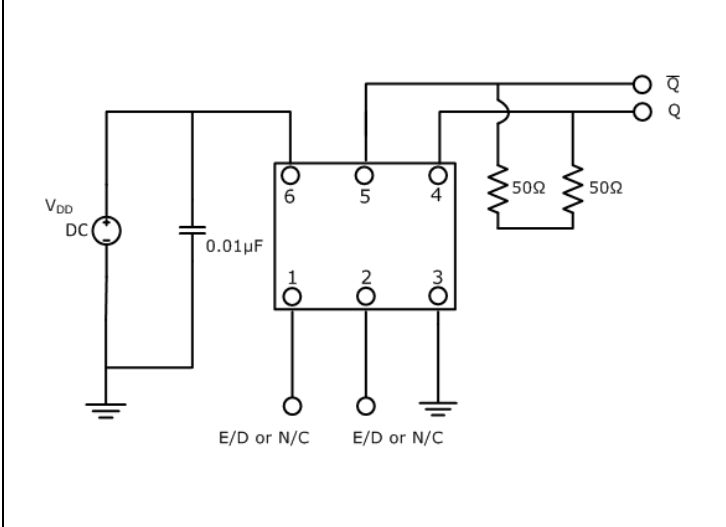 Q̅
Q
6 5 4
50Ω 50Ω
V_DD
DC
0.01µF
1 2 3
E/D or N/C E/D or N/C